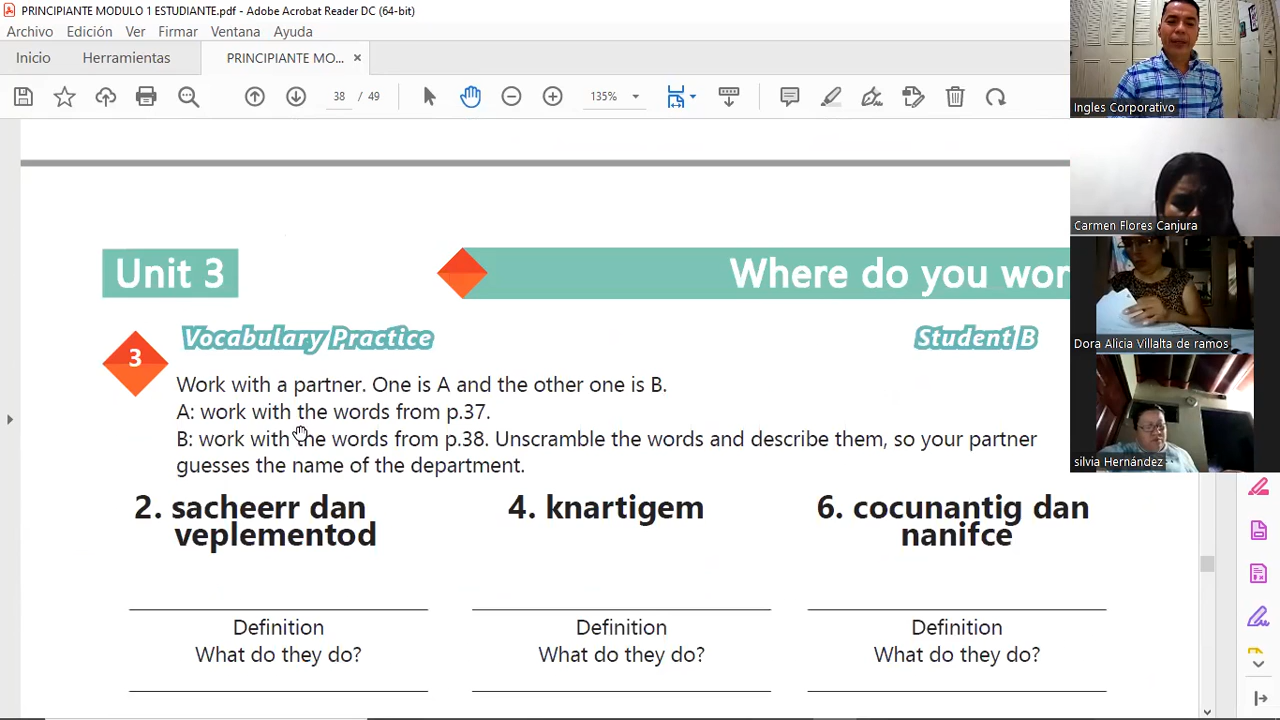 PRINCIPIANTE MODULO 1 ESTUDIANTE.pdf - Adobe Acrobat Reader DC (64-bit)
Archivo Edición Ver Firmar Ventana Ayuda
Inicio Herramientas PRINCIPIANTE MO... ×
38 / 49 135%
Ingles Corporativo
Carmen Flores Canjura
Dora Alicia Villalta de ramos
silvia Hernández
Unit 3 Where do you wor
3 Vocabulary Practice Student B
Work with a partner. One is A and the other one is B.
A: work with the words from p.37.
B: work with the words from p.38. Unscramble the words and describe them, so your partner
guesses the name of the department.
2. sacheerr dan 4. knartigem 6. cocunantig dan
veplementod nanifce
Definition Definition Definition
What do they do? What do they do? What do they do?